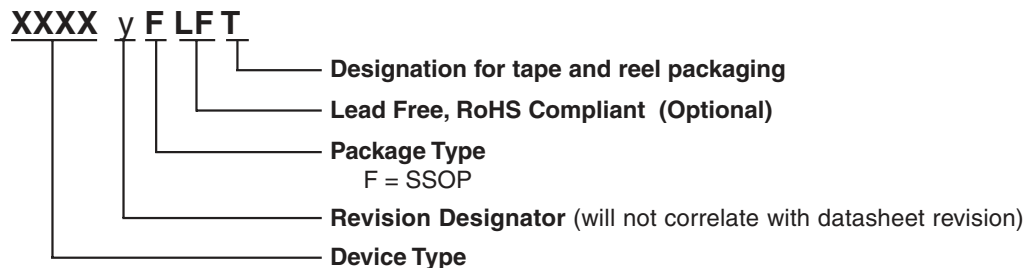 XXXX y F LF T
Designation for tape and reel packaging
Lead Free, RoHS Compliant (Optional)
Package Type
F = SSOP
Revision Designator (will not correlate with datasheet revision)
Device Type